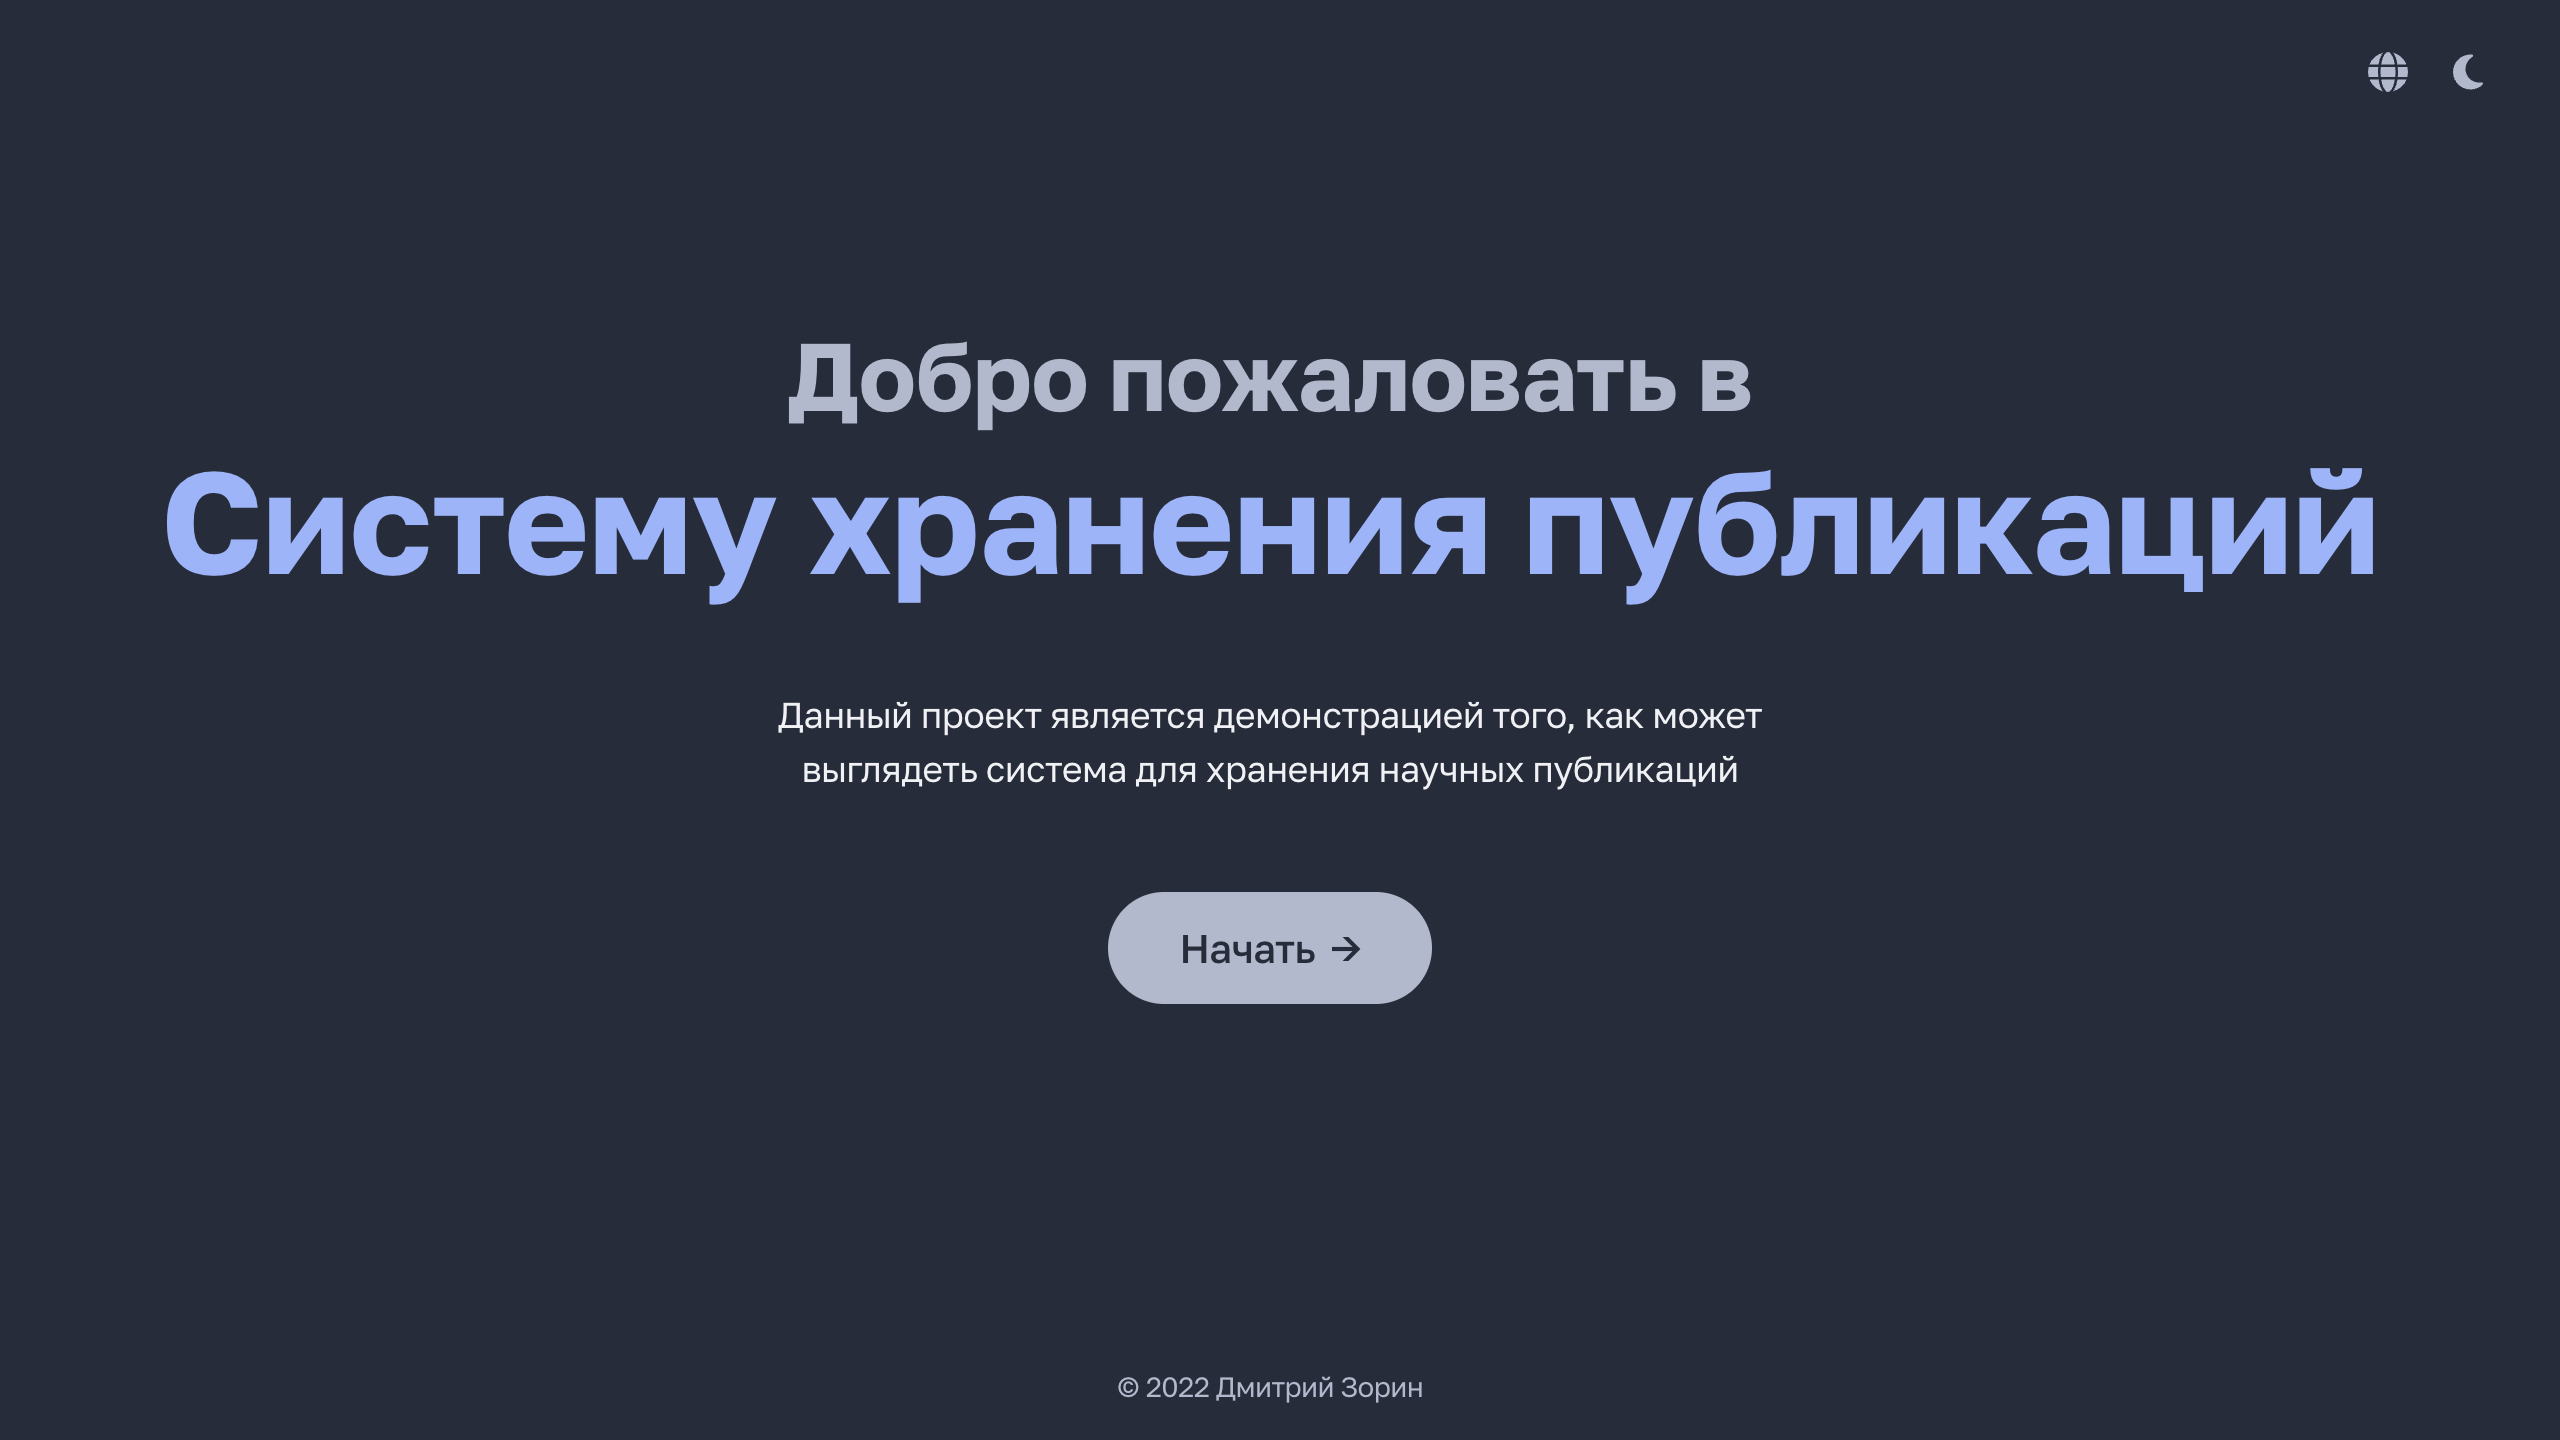 Добро пожаловать в
Систему хранения публикаций
Данный проект является демонстрацией того, как может
выглядеть система для хранения научных публикаций
Начать →
© 2022 Дмитрий Зорин